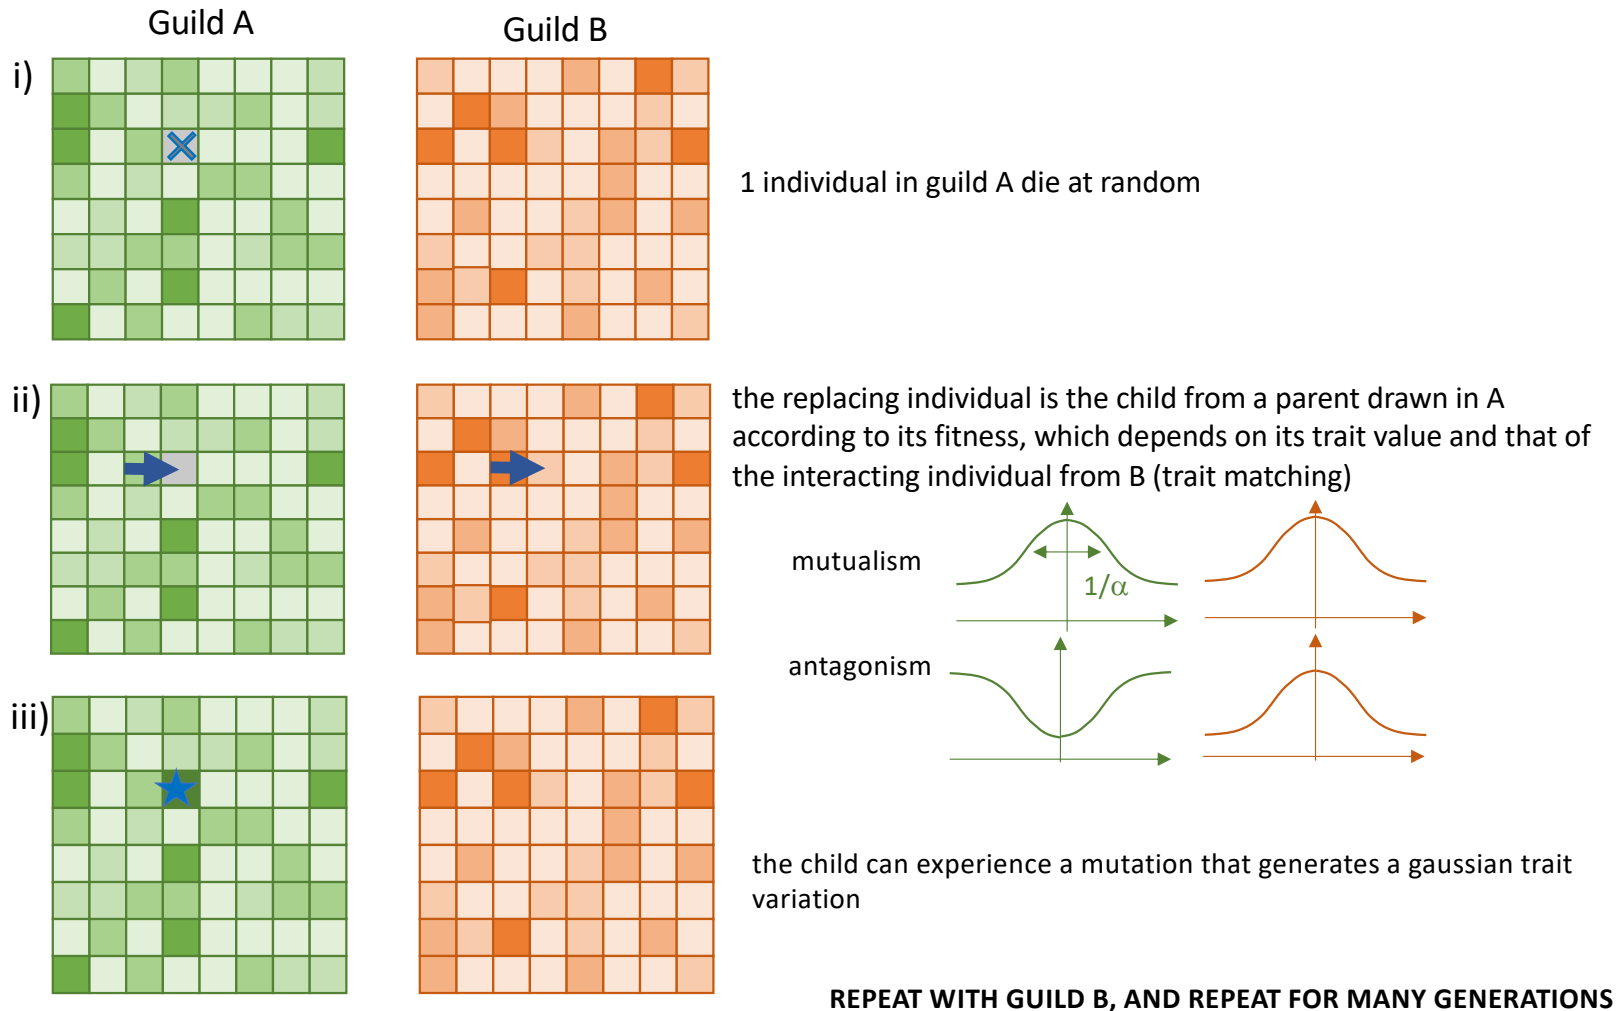 Guild A
Guild B
i)
1 individual in guild A die at random
ii)
the replacing individual is the child from a parent drawn in A
according to its fitness, which depends on its trait value and that of
the interacting individual from B (trait matching)
mutualism
1/α
antagonism
iii)
the child can experience a mutation that generates a gaussian trait
variation
REPEAT WITH GUILD B, AND REPEAT FOR MANY GENERATIONS